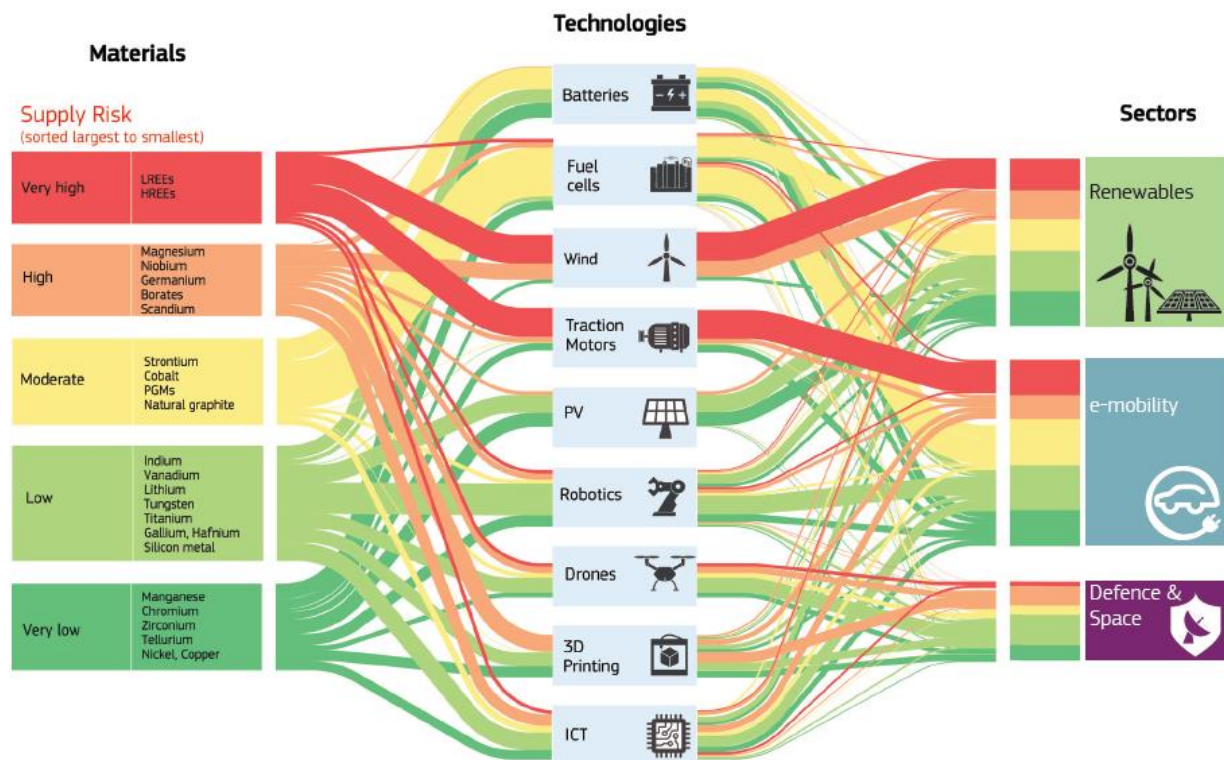 Technologies
Materials
Supply Risk
(sorted largest to smallest)
Very high
LREEs
HREEs
High
Magnesium
Niobium
Germanium
Borates
Scandium
Moderate
Strontium
Cobalt
PGMs
Natural graphite
Low
Indium
Vanadium
Lithium
Tungsten
Titanium
Gallium, Hafnium
Silicon metal
Very low
Manganese
Chromium
Zirconium
Tellurium
Nickel, Copper
Batteries
Fuel
cells
Wind
Traction
Motors
PV
Robotics
Drones
3D
Printing
ICT
Sectors
Renewables
e-mobility
Defence &
Space